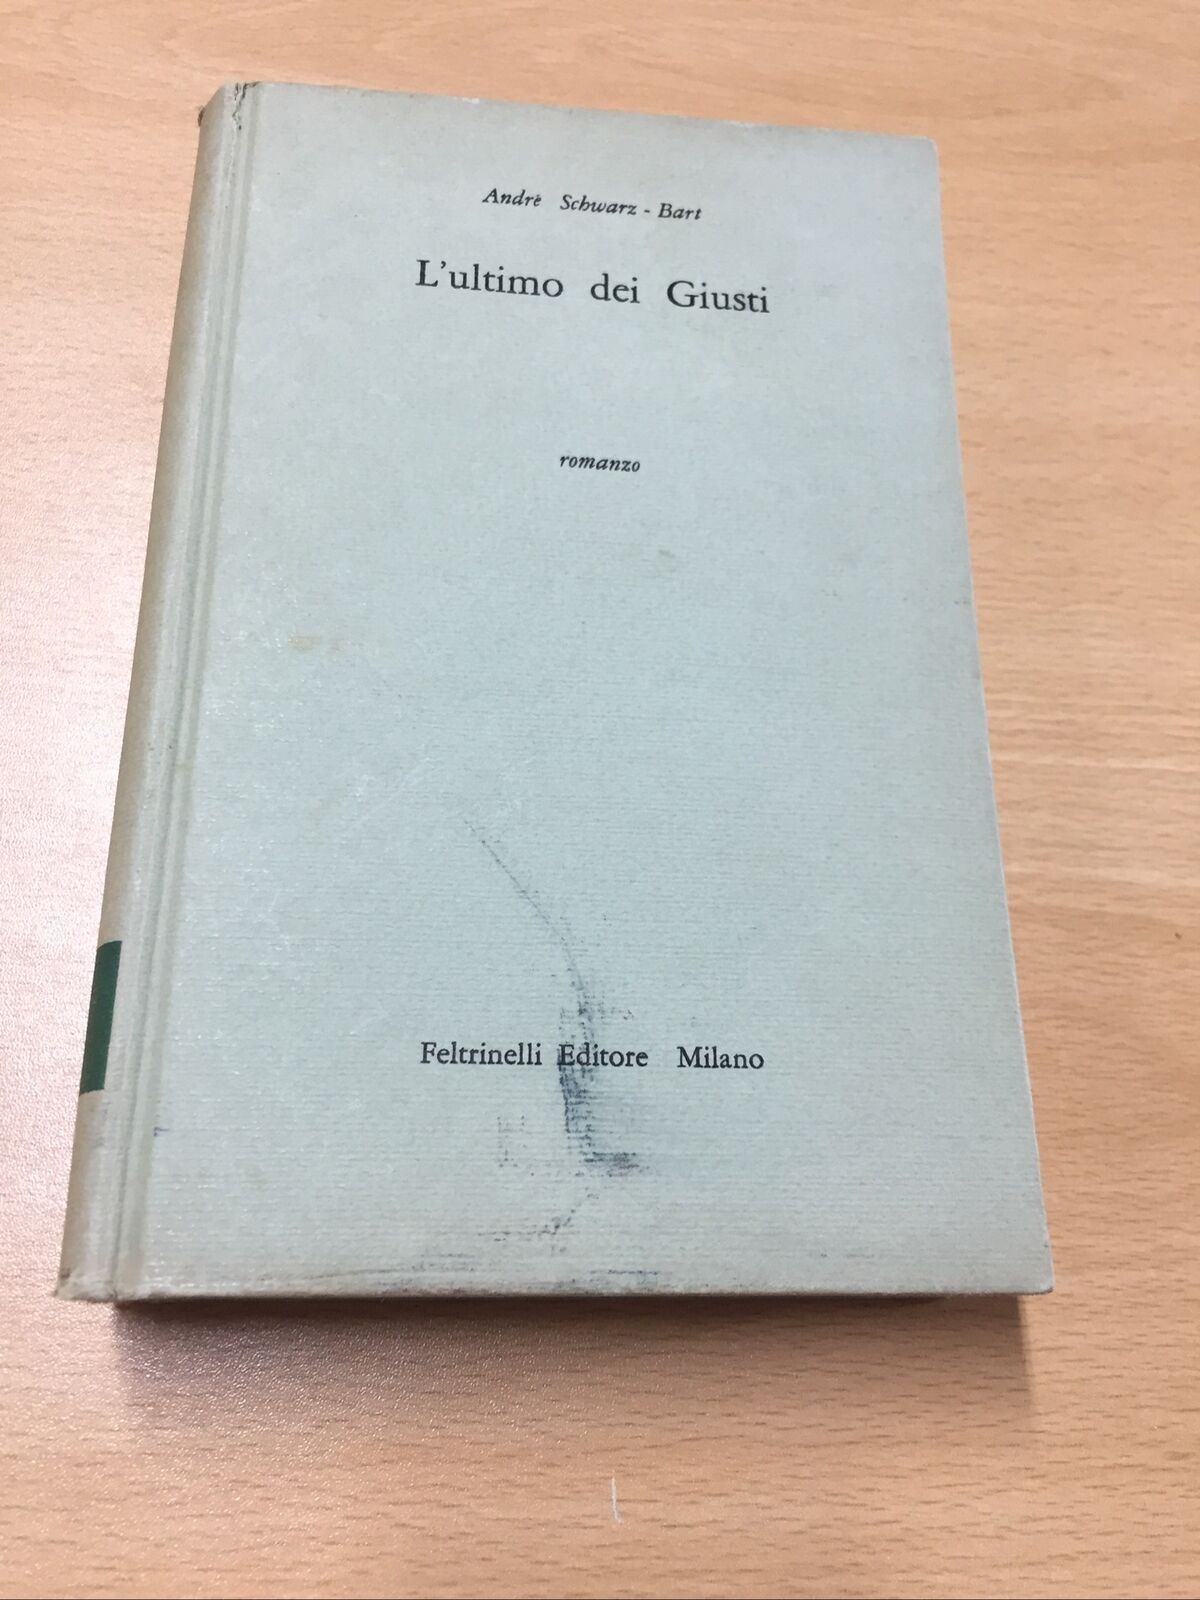 Andrè Schwarz - Bart
L'ultimo dei Giusti
romanzo
Feltrinelli Editore Milano